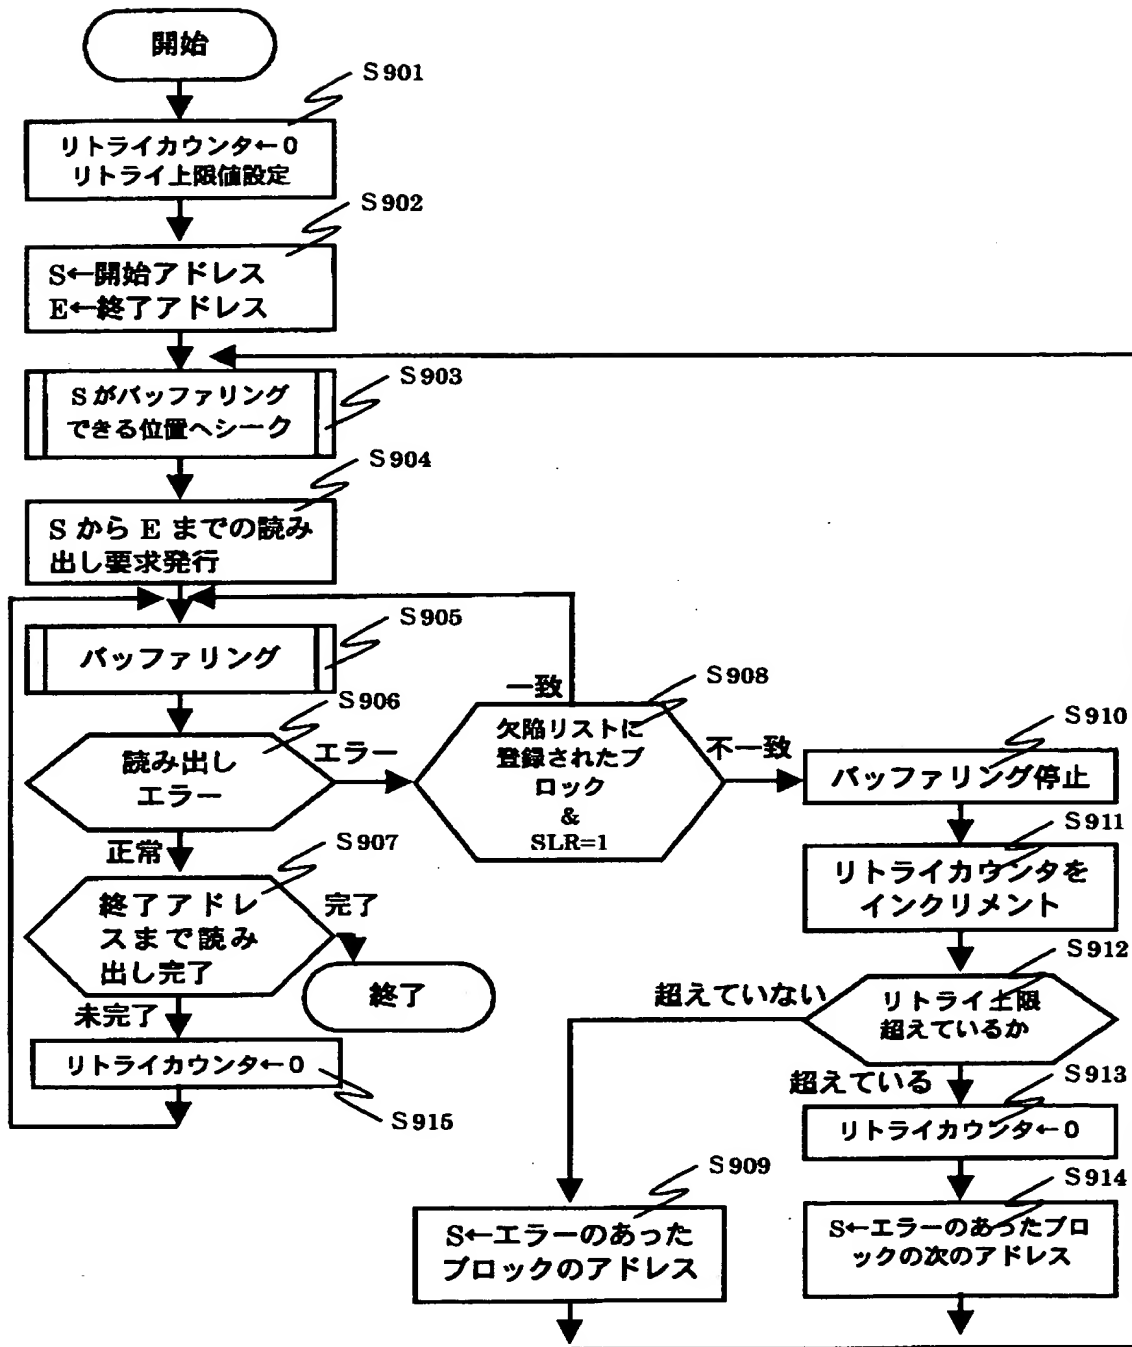 開始
S901
リトライカウンタ←0
リトライ上限値設定
S902
S←開始アドレス
E←終了アドレス
S903
Sがバッファリング
できる位置へシーク
S904
S から E までの読み
出し要求発行
S905
バッファリング
S906
読み出し
エラー
エラー
正常
S907
終了アドレ
スまで読み
出し完了
完了
終了
未完了
リトライカウンタ←0
S915
一致
S908
欠陥リストに
登録されたブ
ロック
&
SLR=1
不一致
S910
バッファリング停止
S911
リトライカウンタを
インクリメント
S912
リトライ上限
超えているか
超えていない
超えている
S913
リトライカウンタ←0
S909
S←エラーのあった
ブロックのアドレス
S914
S←エラーのあったブロ
ックの次のアドレス